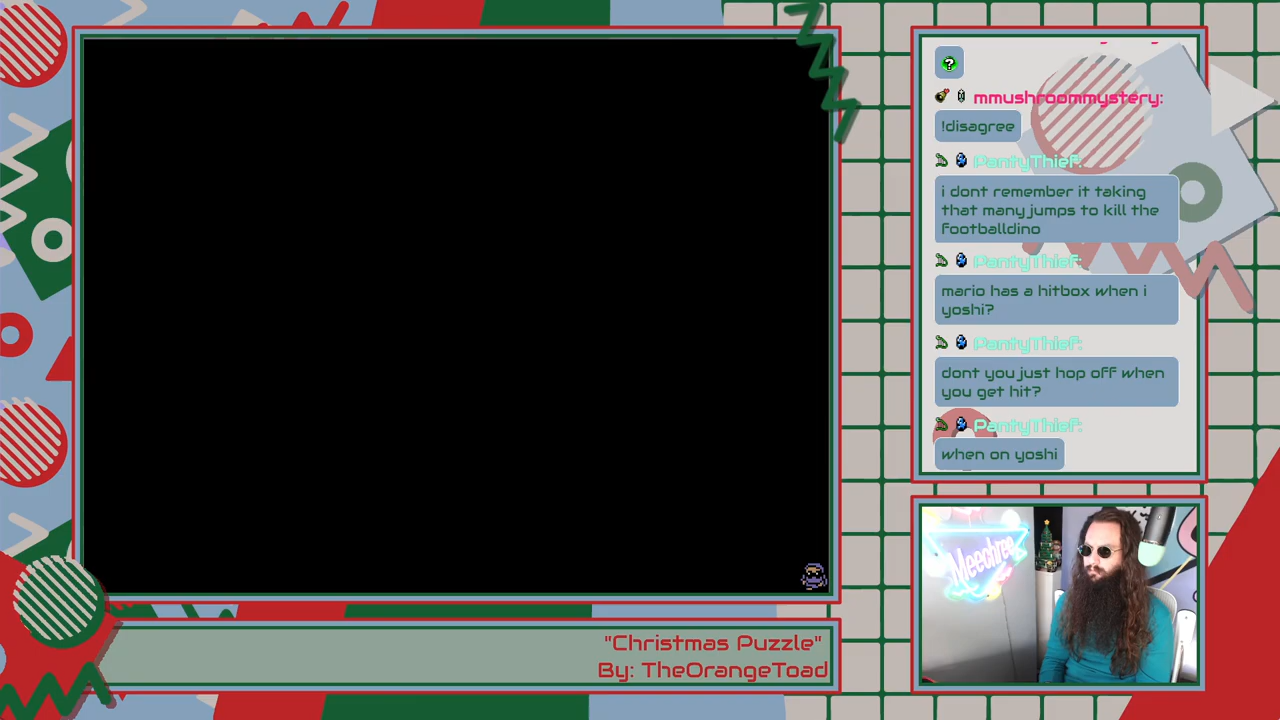 ?
mmushroommystery:
!disagree
PantyThief:
i dont remember it taking
that many jumps to kill the
footballdino
PantyThief:
mario has a hitbox when i
yoshi?
PantyThief:
dont you just hop off when
you get hit?
PantyThief:
when on yoshi
Meechree
"Christmas Puzzle"
By: TheOrangeToad